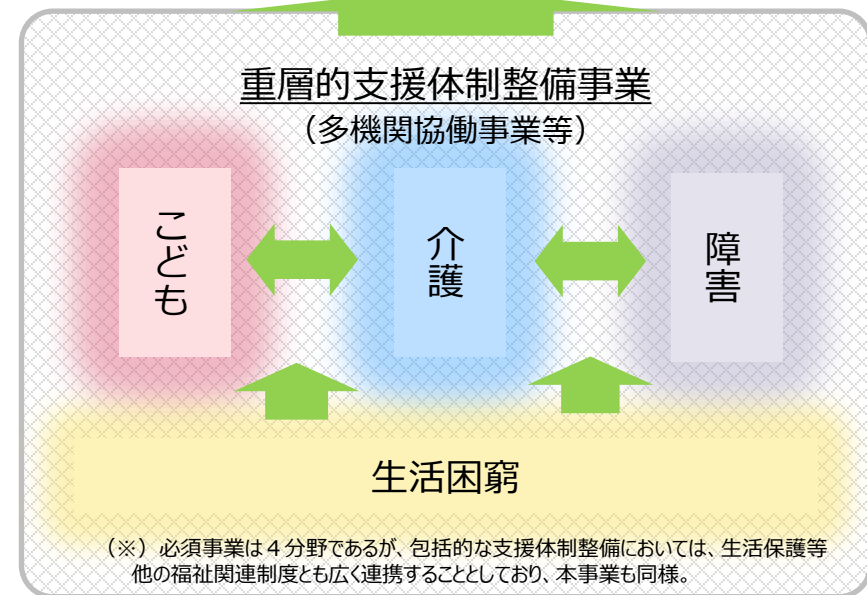 重層的支援体制整備事業
（多機関協働事業等）
こども
介護
障害
生活困窮
（※）必須事業は４分野であるが、包括的な支援体制整備においては、生活保護等
他の福祉関連制度とも広く連携することとしており、本事業も同様。